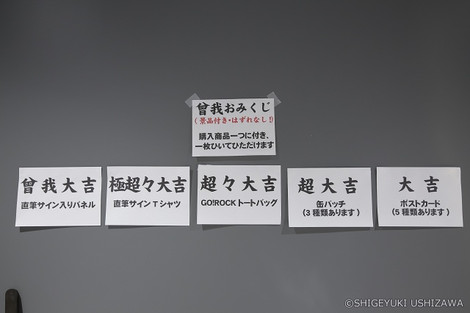 曾我おみくじ
(景品付き・はずれなし!)
購入商品一つに付き、
一枚ひいてひただけます
曾我大吉
直筆サイン入りパネル
極超々大吉
直筆サインTシャツ
超々大吉
GO!ROCKトートバッグ
超大吉
缶バッチ
(3種類あります)
大吉
ポストカード
(5種類あります)
©SHIGEYUKI USHIZAWA